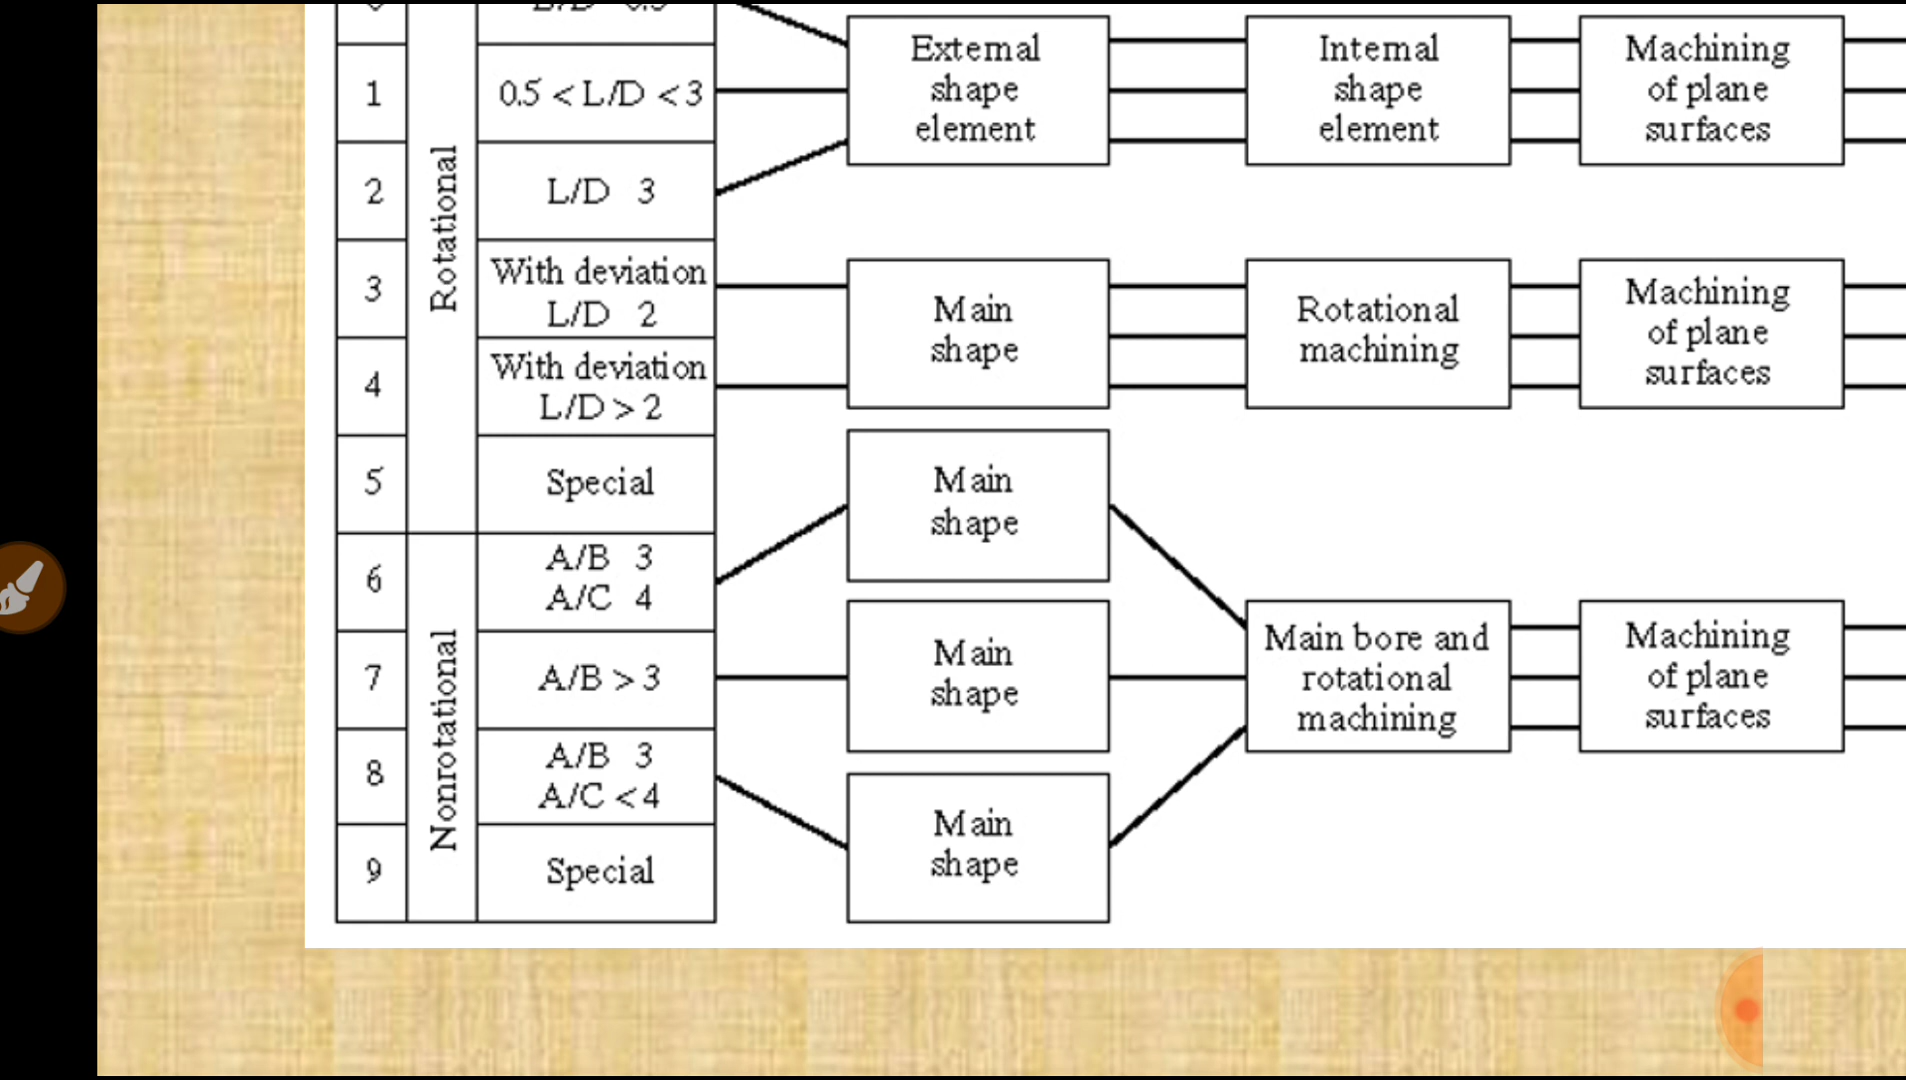 1
0.5 < L/D < 3
2
L/D 3
3
With deviation
L/D 2
4
With deviation
L/D > 2
5
Special
Rotational
6
A/B 3
A/C 4
7
A/B > 3
8
A/B 3
A/C < 4
9
Special
Nonrotational
External
shape
element
Internal
shape
element
Machining
of plane
surfaces
Main
shape
Rotational
machining
Machining
of plane
surfaces
Main
shape
Main
shape
Main
shape
Main bore and
rotational
machining
Machining
of plane
surfaces